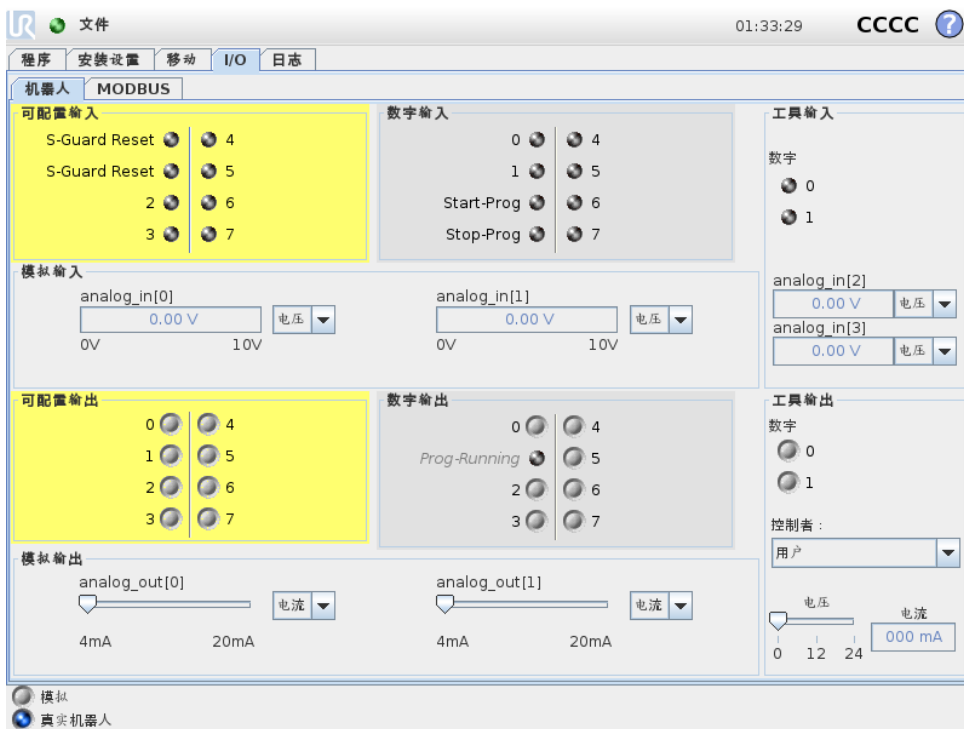 UR 文件 01:33:29 CCCC ?
程序 安装设置 移动 I/O 日志
机器人 MODBUS
可配置输入
S-Guard Reset 4
S-Guard Reset 5
2 6
3 7
数字输入
0 4
1 5
Start-Prog 6
Stop-Prog 7
工具输入
数字
0
1
analog_in[2]
0.00 V 电压
analog_in[3]
0.00 V 电压
模拟输入
analog_in[0]
0.00 V 电压
0V 10V
analog_in[1]
0.00 V 电压
0V 10V
可配置输出
0 4
1 5
2 6
3 7
数字输出
0 4
Prog-Running 5
2 6
3 7
工具输出
数字
0
1
控制者：
用户
电压
0 12 24
电流
000 mA
模拟输出
analog_out[0]
电流
4mA 20mA
analog_out[1]
电流
4mA 20mA
模拟
真实机器人